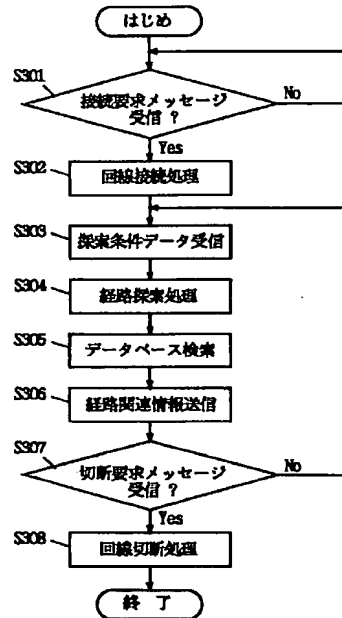 はじめ
S301
接続要求メッセージ
受信 ?
No
Yes
S302
回線接続処理
S303
探索条件データ受信
S304
経路探索処理
S305
データベース検索
S306
経路関連情報送信
S307
切断要求メッセージ
受信 ?
No
Yes
S308
回線切断処理
終 了